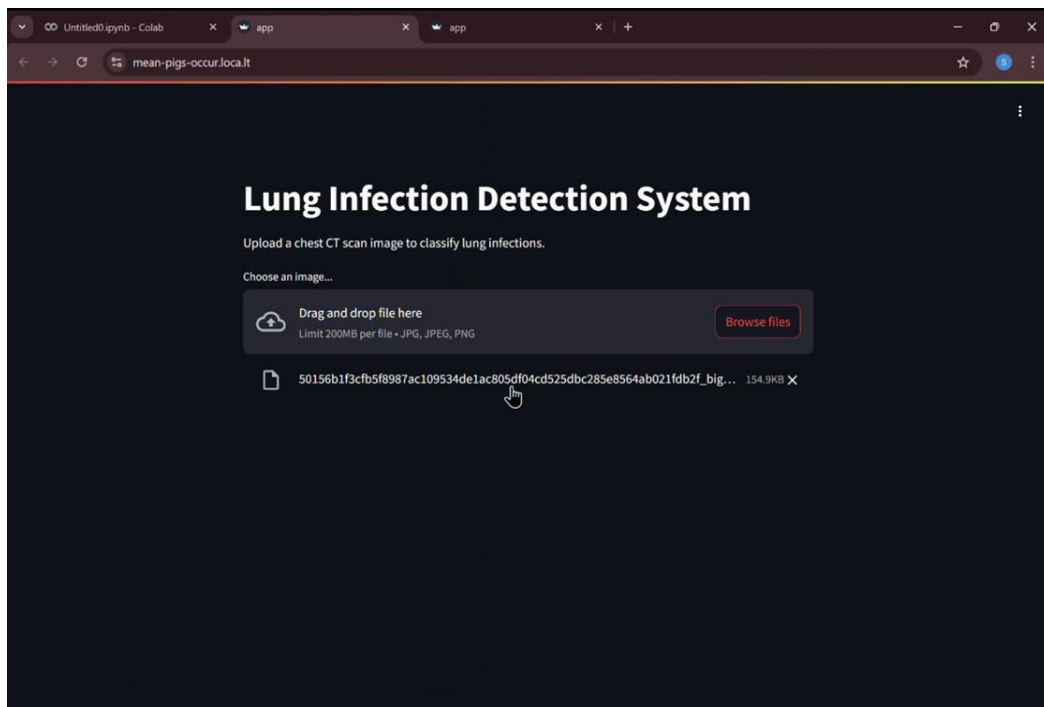 Untitled0.ipynb - Colab
app
app
mean-pigs-occur.loca.lt
S
Lung Infection Detection System
Upload a chest CT scan image to classify lung infections.
Choose an image...
Drag and drop file here
Limit 200MB per file • JPG, JPEG, PNG
Browse files
50156b1f3cfb5f8987ac109534de1ac805df04cd525dbc285e8564ab021fdb2f_big... 154.9KB